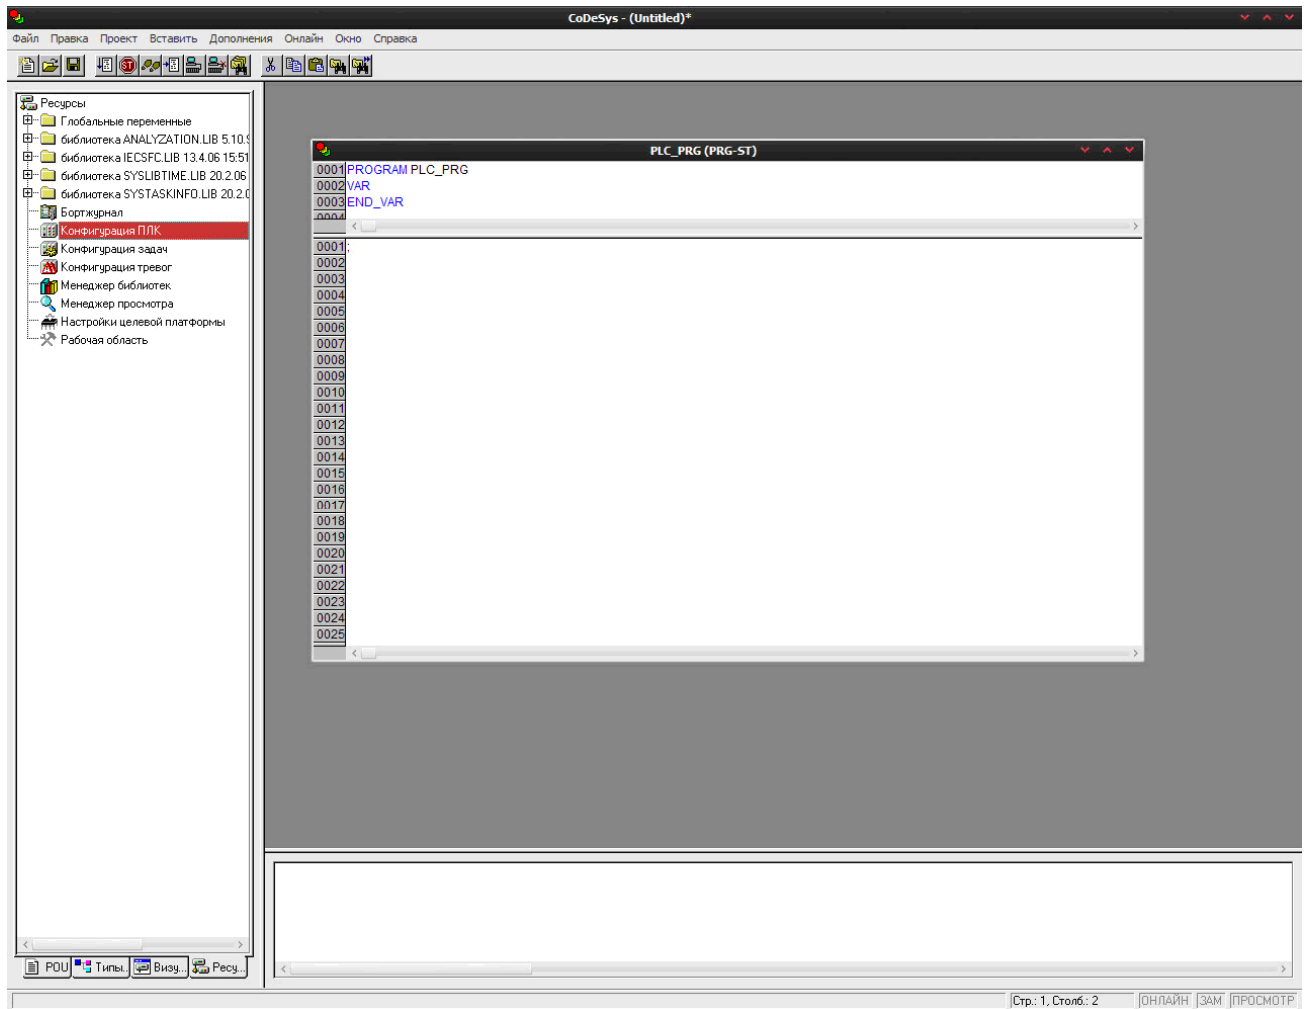 CoDeSys - (Untitled)*
Файл Правка Проект Вставить Дополнения Онлайн Окно Справка
Ресурсы
Глобальные переменные
библиотека ANALYZATION.LIB 5.10.
библиотека IECSFC.LIB 13.4.06 15:51
библиотека SYSLIBTIME.LIB 20.2.06
библиотека SYSTASKINFO.LIB 20.2.
Бортжурнал
Конфигурация ПЛК
Конфигурация задач
Конфигурация тревог
Менеджер библиотек
Менеджер просмотра
Настройки целевой платформы
Рабочая область
POU Типы.. Визу... Ресу...
PLC_PRG (PRG-ST)
0001 PROGRAM PLC_PRG
0002 VAR
0003 END_VAR
0004
0001 ;
0002
0003
0004
0005
0006
0007
0008
0009
0010
0011
0012
0013
0014
0015
0016
0017
0018
0019
0020
0021
0022
0023
0024
0025
Стр.: 1, Столб.: 2 ОНЛАЙН ЗАМ ПРОСМОТР